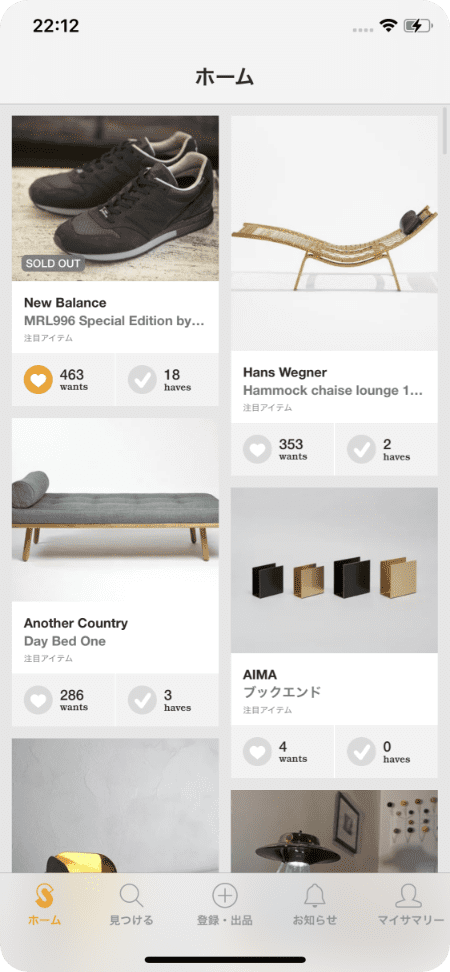 22:12
ホーム
SOLD OUT
New Balance
MRL996 Special Edition by...
注目アイテム
463
wants
18
haves
Hans Wegner
Hammock chaise lounge 1...
注目アイテム
353
wants
2
haves
Another Country
Day Bed One
注目アイテム
286
wants
3
haves
AIMA
ブックエンド
注目アイテム
4
wants
0
haves
ホーム
見つける
登録・出品
お知らせ
マイサマリー